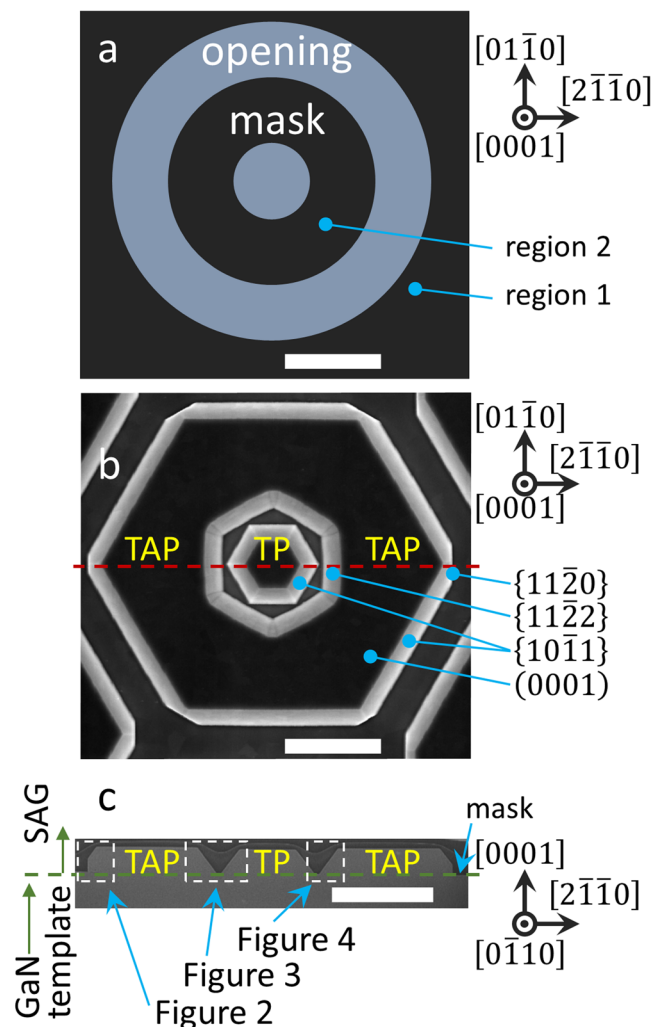 a
opening
mask
[011̅0]
[21̅1̅0]
[0001]
region 2
region 1
b
[011̅0]
[21̅1̅0]
[0001]
TAP TP TAP
{112̅0}
{112̅2}
{101̅1}
(0001)
c
SAG
GaN
template
mask
TAP TP TAP
[0001]
[21̅1̅0]
[01̅10]
Figure 4
Figure 3
Figure 2